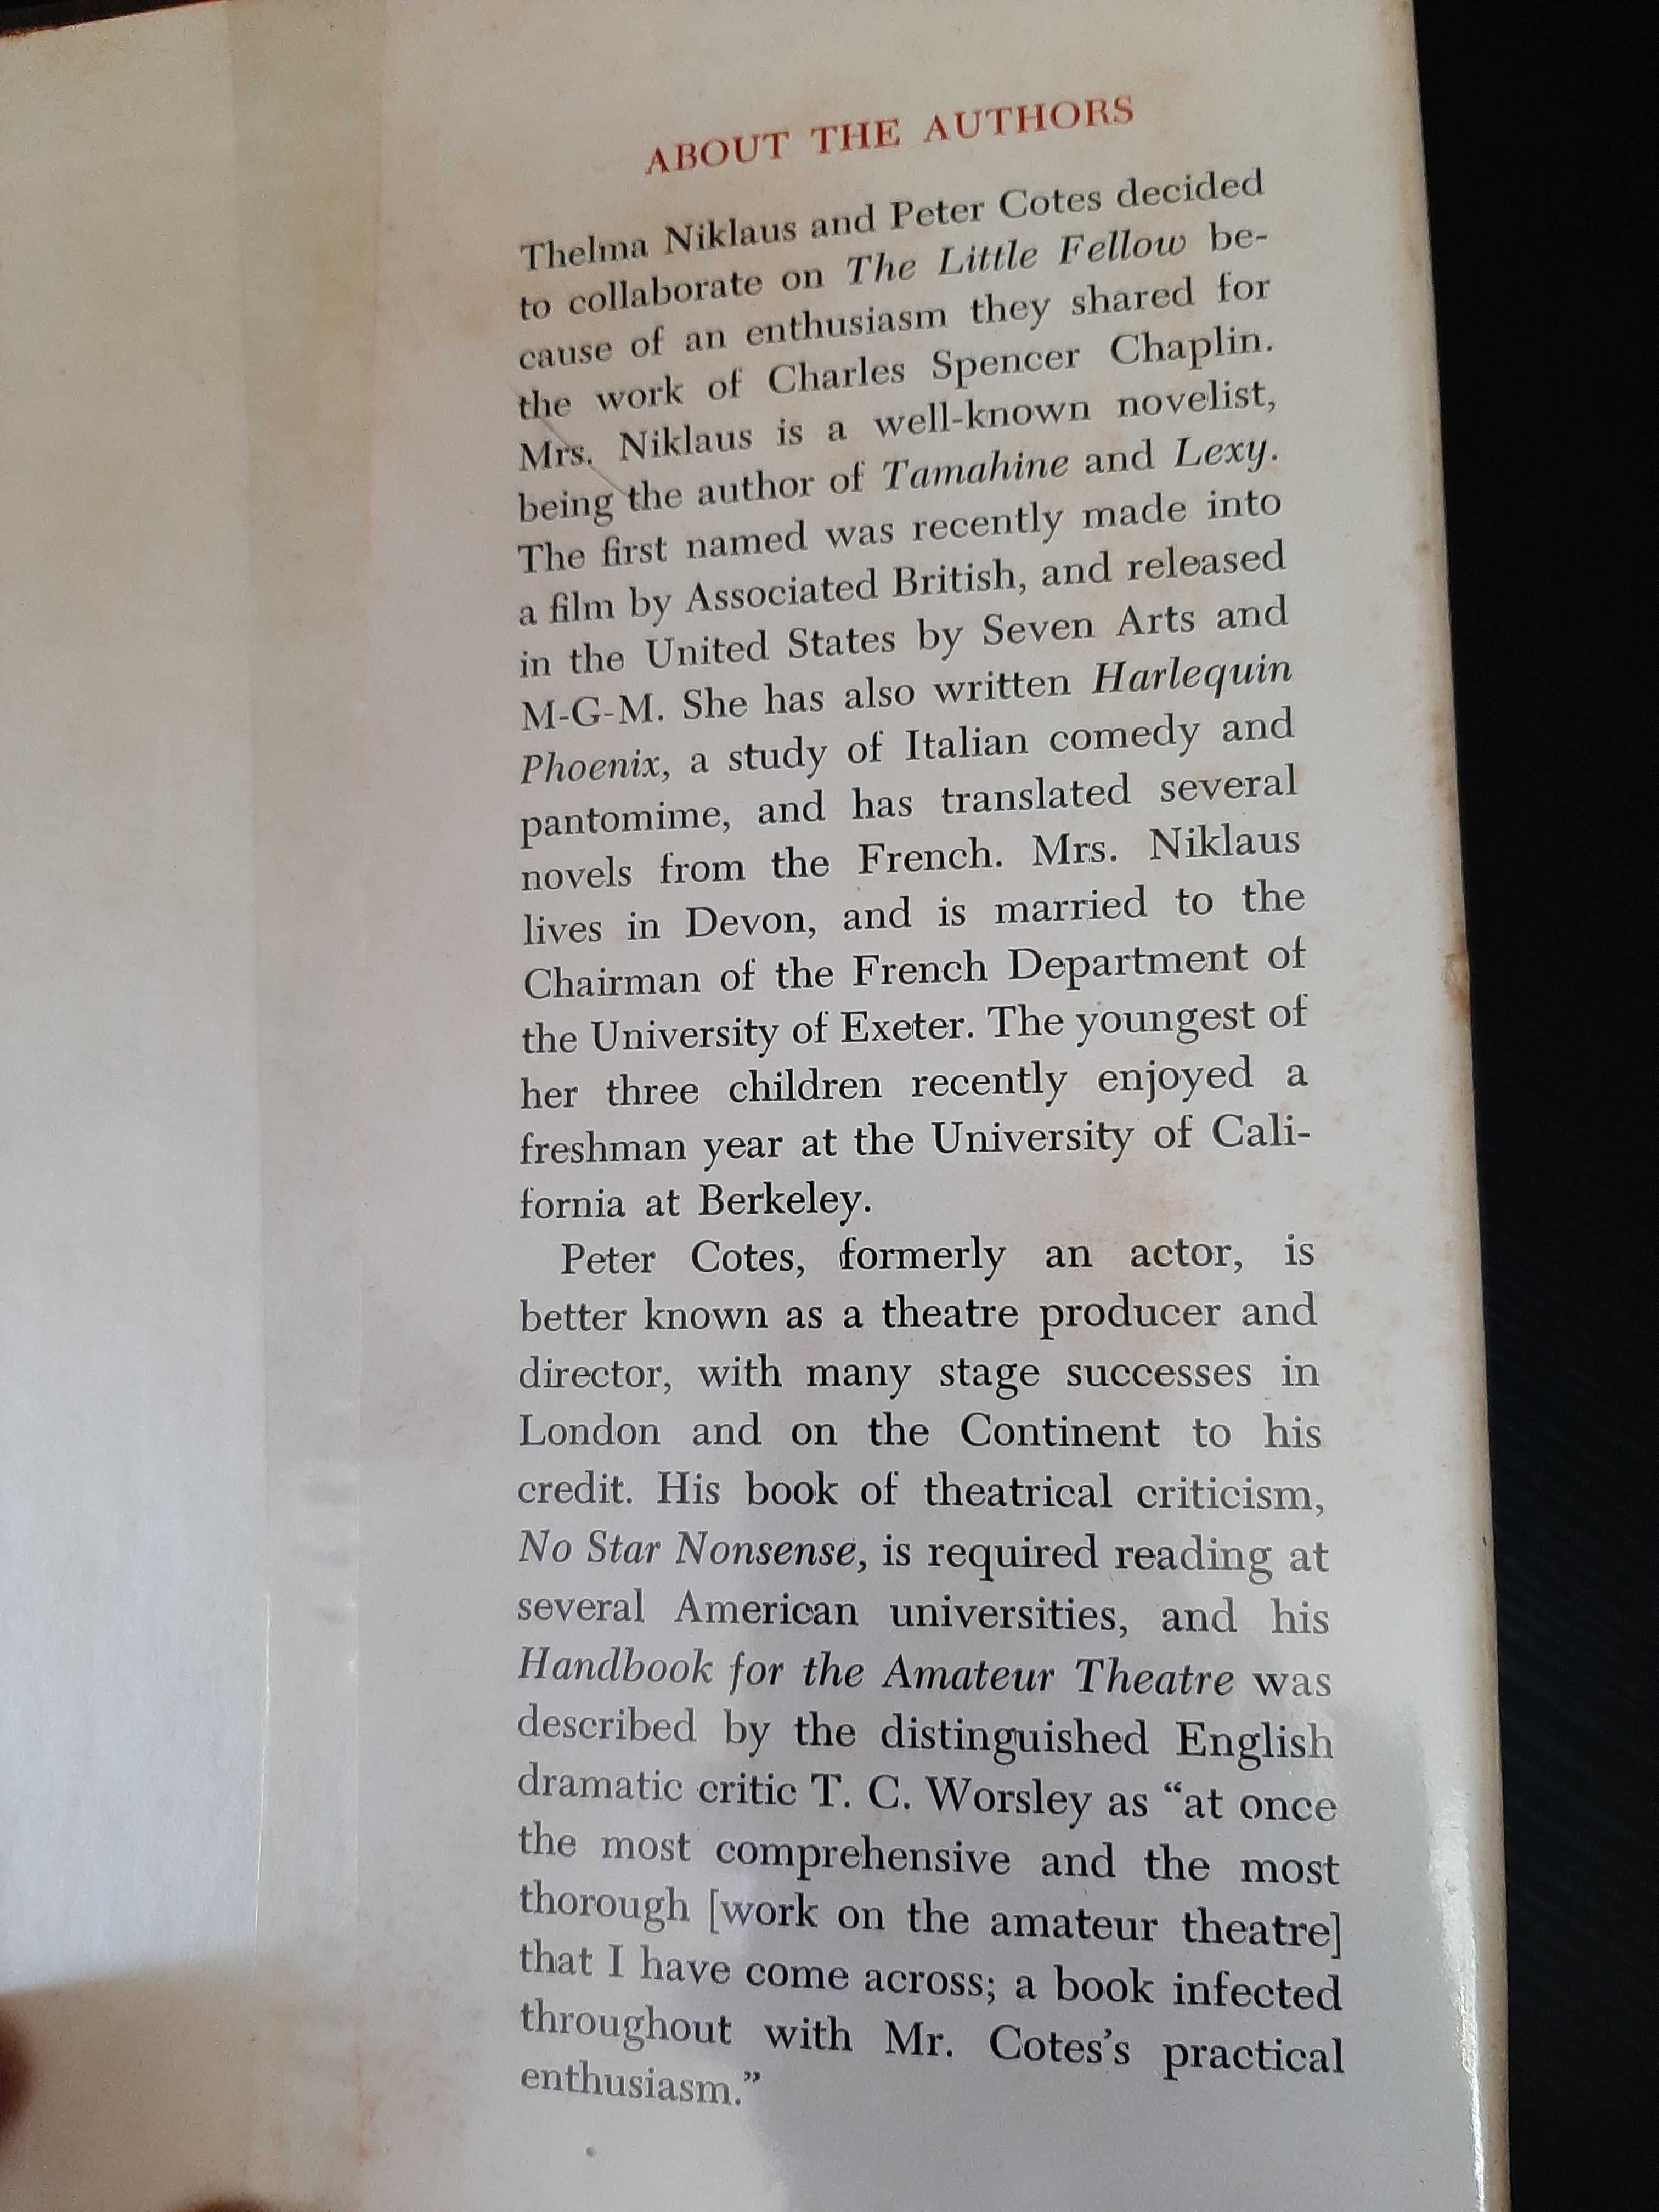 ABOUT THE AUTHORS
Thelma Niklaus and Peter Cotes decided
to collaborate on The Little Fellow be-
cause of an enthusiasm they shared for
the work of Charles Spencer Chaplin.
Mrs. Niklaus is a well-known novelist,
being the author of Tamahine and Lexy.
The first named was recently made into
a film by Associated British, and released
in the United States by Seven Arts and
M-G-M. She has also written Harlequin
Phoenix, a study of Italian comedy and
pantomime, and has translated several
novels from the French. Mrs. Niklaus
lives in Devon, and is married to the
Chairman of the French Department of
the University of Exeter. The youngest of
her three children recently enjoyed a
freshman year at the University of Cali-
fornia at Berkeley.
Peter Cotes, formerly an actor, is
better known as a theatre producer and
director, with many stage successes in
London and on the Continent to his
credit. His book of theatrical criticism,
No Star Nonsense, is required reading at
several American universities, and his
Handbook for the Amateur Theatre was
described by the distinguished English
dramatic critic T. C. Worsley as “at once
the most comprehensive and the most
thorough [work on the amateur theatre]
that I have come across; a book infected
throughout with Mr. Cotes’s practical
enthusiasm.”